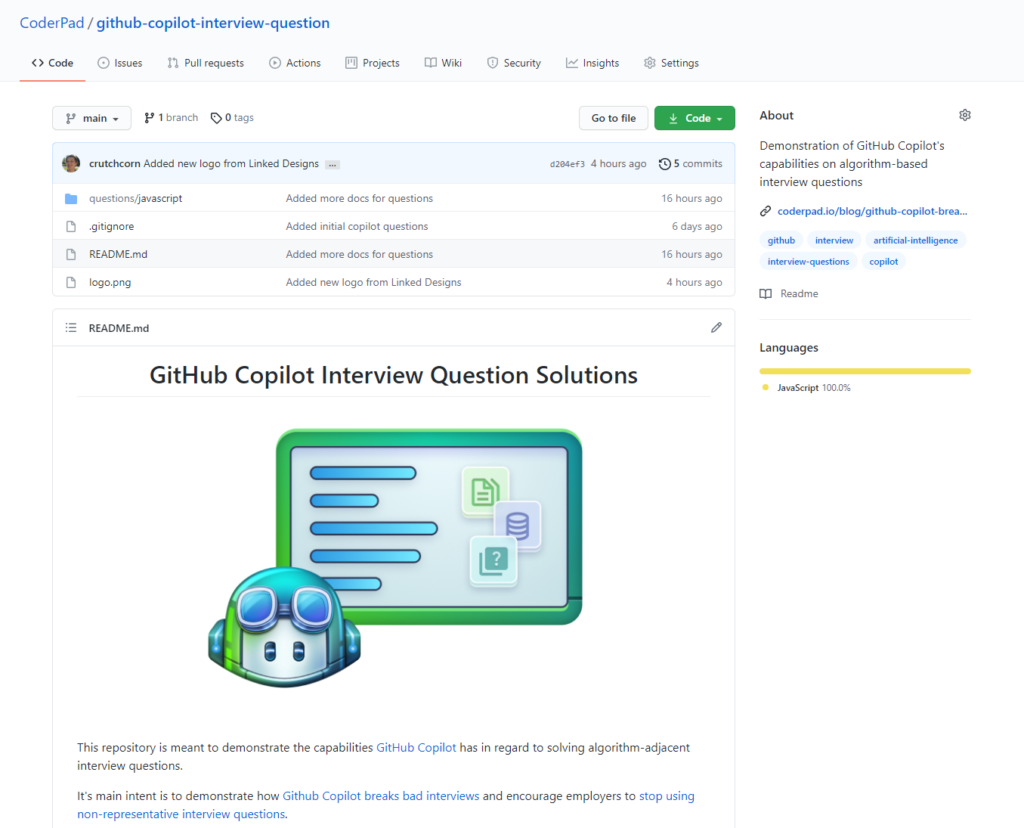 CoderPad / github-copilot-interview-question
Code Issues Pull requests Actions Projects Wiki Security Insights Settings
main 1 branch 0 tags Go to file Code
crutchcorn Added new logo from Linked Designs ... d204ef3 4 hours ago 5 commits
questions/javascript Added more docs for questions 16 hours ago
.gitignore Added initial copilot questions 6 days ago
README.md Added more docs for questions 16 hours ago
logo.png Added new logo from Linked Designs 4 hours ago
README.md
GitHub Copilot Interview Question Solutions
?
This repository is meant to demonstrate the capabilities GitHub Copilot has in regard to solving algorithm-adjacent
interview questions.
It's main intent is to demonstrate how Github Copilot breaks bad interviews and encourage employers to stop using
non-representative interview questions.
About
Demonstration of GitHub Copilot's
capabilities on algorithm-based
interview questions
coderpad.io/blog/github-copilot-brea...
github interview artificial-intelligence
interview-questions copilot
Readme
Languages
JavaScript 100.0%